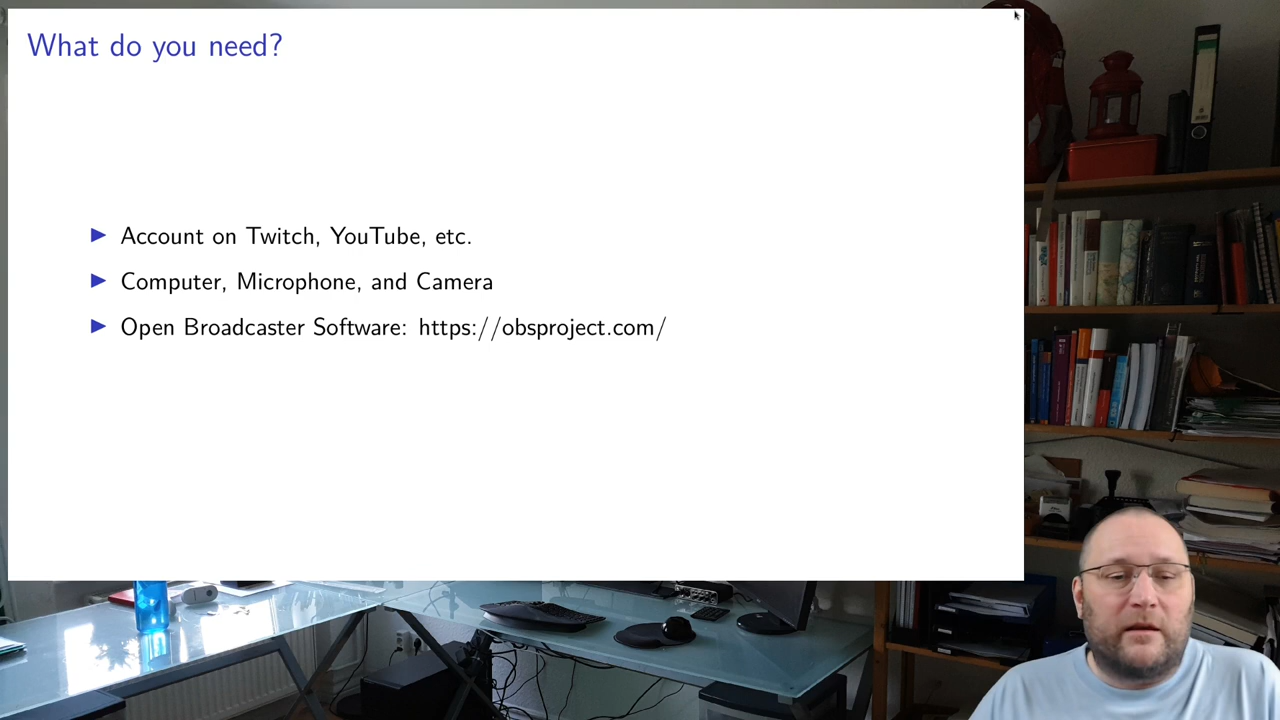 What do you need?
Account on Twitch, YouTube, etc.
Computer, Microphone, and Camera
Open Broadcaster Software: https://obsproject.com/